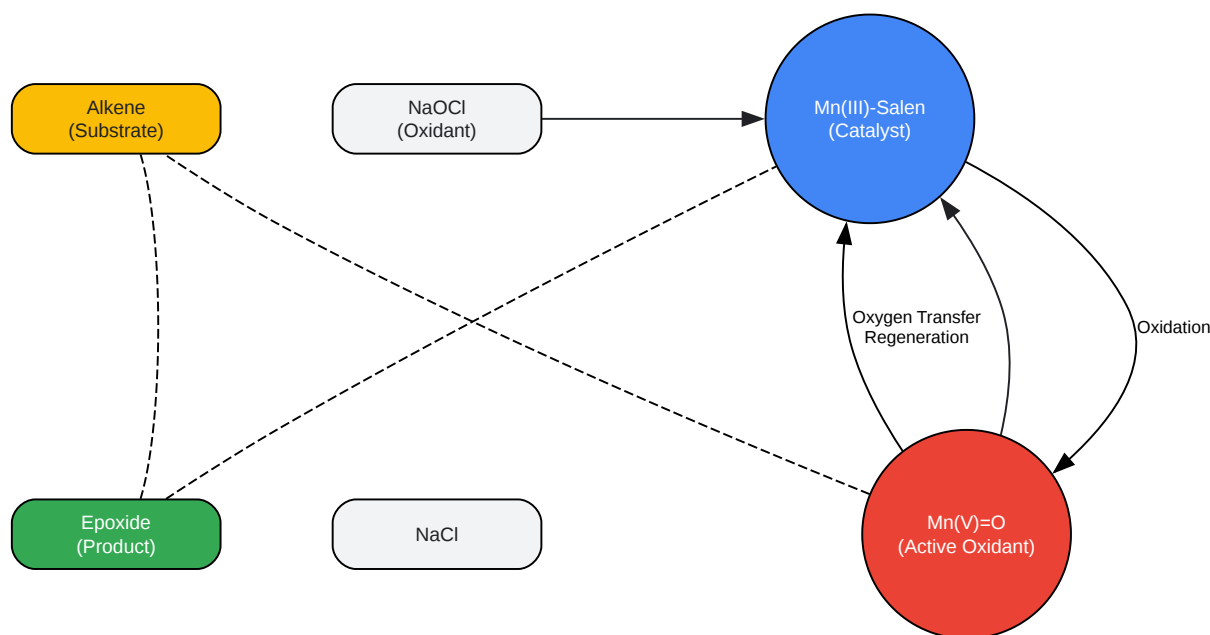 Alkene
(Substrate)
NaOCl
(Oxidant)
Mn(III)-Salen
(Catalyst)
Oxygen Transfer
Regeneration
Oxidation
Epoxide
(Product)
NaCl
Mn(V)=O
(Active Oxidant)